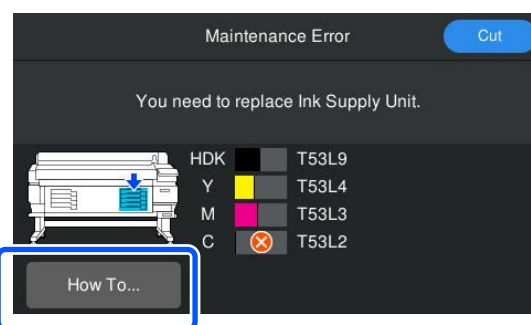 Maintenance Error
Cut
You need to replace Ink Supply Unit.
HDK T53L9
Y T53L4
M T53L3
C T53L2
How To...